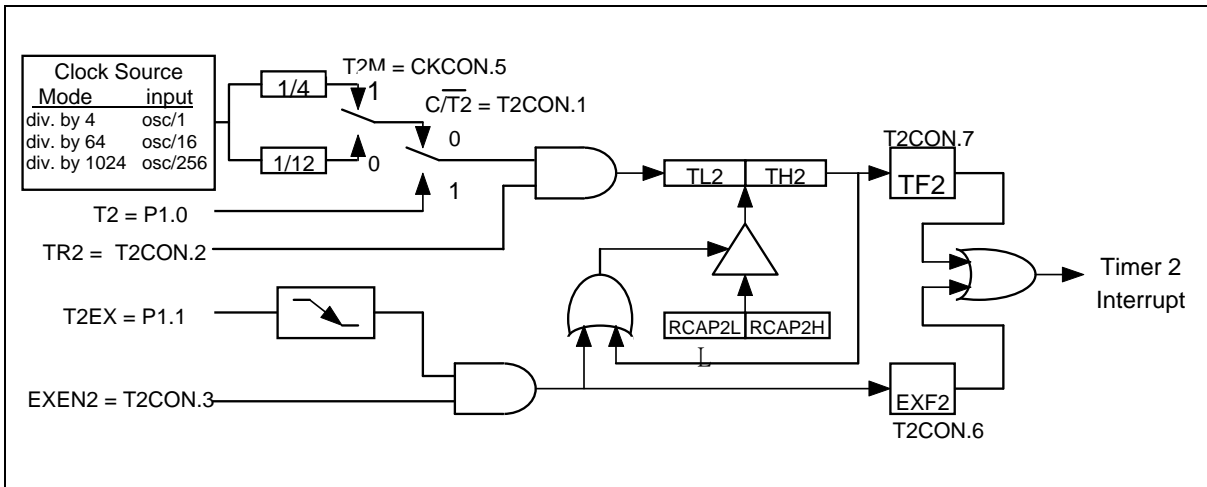 Clock Source
Mode input
div. by 4 osc/1
div. by 64 osc/16
div. by 1024 osc/256
1/4
1/12
T2M = CKCON.5
1
0
C/T2 = T2CON.1
0
1
T2 = P1.0
TR2 = T2CON.2
TL2 TH2
T2CON.7
TF2
T2EX = P1.1
RCAP2L RCAP2H
L
EXEN2 = T2CON.3
EXF2
T2CON.6
Timer 2
Interrupt